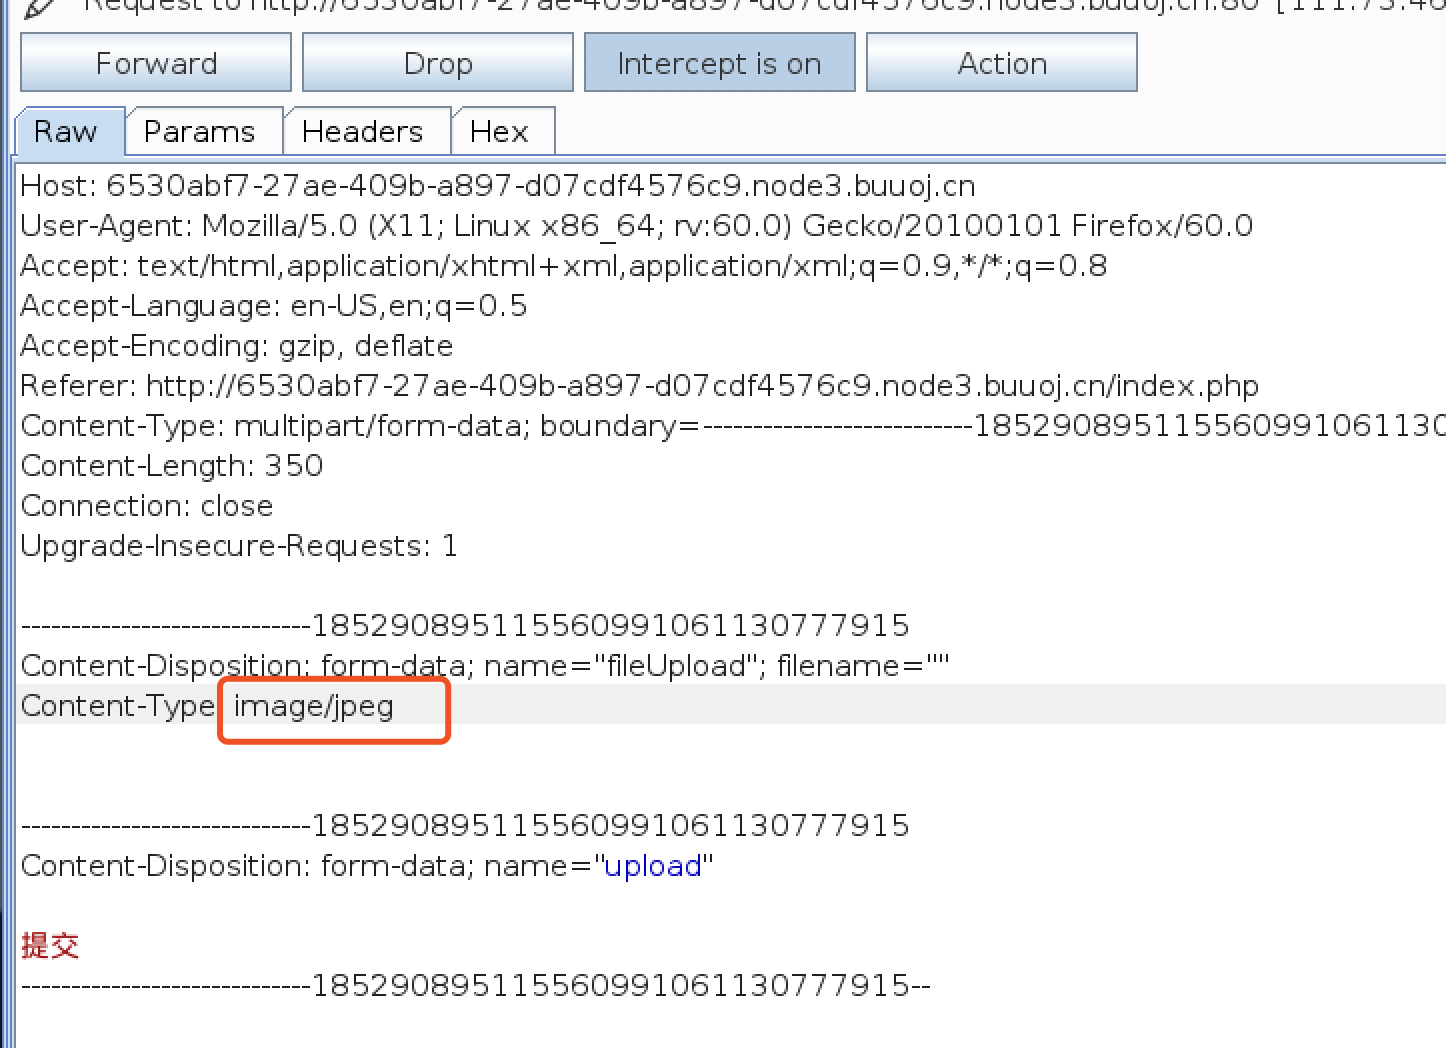 Request to http://6530abf7-27ae-409b-a897-d07cdf4576c9.node3.buuoj.cn:80 [111.73.46
Forward Drop Intercept is on Action
Raw Params Headers Hex
Host: 6530abf7-27ae-409b-a897-d07cdf4576c9.node3.buuoj.cn
User-Agent: Mozilla/5.0 (X11; Linux x86_64; rv:60.0) Gecko/20100101 Firefox/60.0
Accept: text/html,application/xhtml+xml,application/xml;q=0.9,*/*;q=0.8
Accept-Language: en-US,en;q=0.5
Accept-Encoding: gzip, deflate
Referer: http://6530abf7-27ae-409b-a897-d07cdf4576c9.node3.buuoj.cn/index.php
Content-Type: multipart/form-data; boundary=---------------------------185290895115560991061130
Content-Length: 350
Connection: close
Upgrade-Insecure-Requests: 1
-----------------------------1852908951155609910611307​77915
Content-Disposition: form-data; name="fileUpload"; filename=""
Content-Type: image/jpeg
-----------------------------185290895115560991061130777915
Content-Disposition: form-data; name="upload"
提交
-----------------------------185290895115560991061130777915--